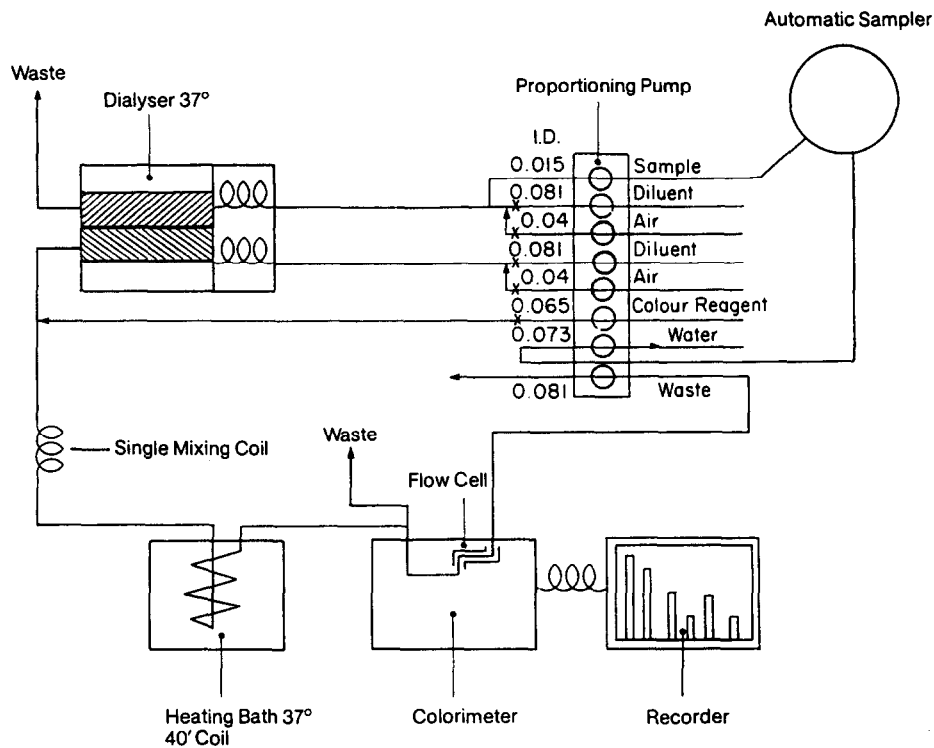 Automatic Sampler
Waste
Dialyser 37°
Proportioning Pump
I.D.
0.015 Sample
0.081 Diluent
0.04 Air
0.081 Diluent
0.04 Air
0.065 Colour Reagent
0.073 Water
0.081 Waste
Single Mixing Coil
Waste
Flow Cell
Heating Bath 37°
40' Coil
Colorimeter
Recorder